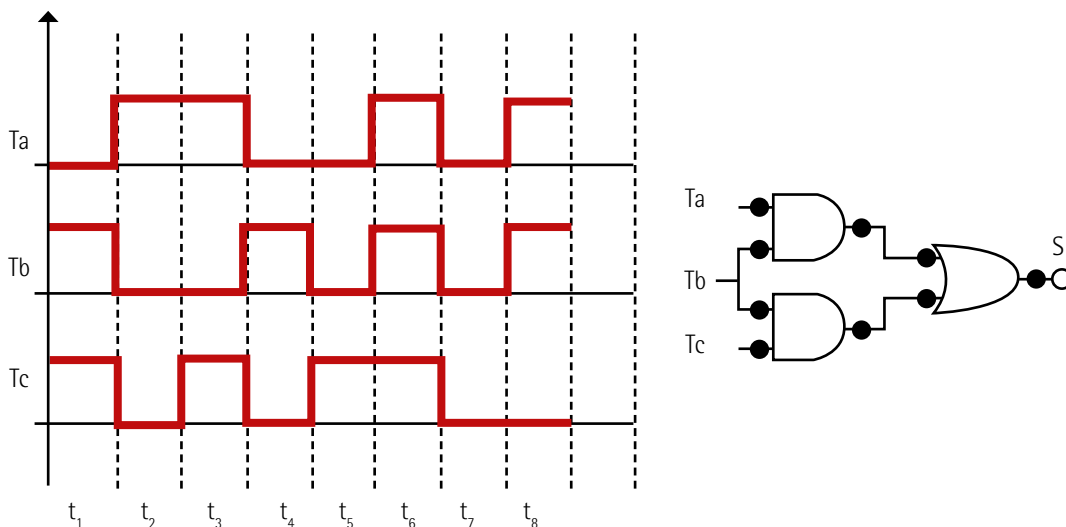 Ta
Tb
Tc
t₁ t₂ t₃ t₄ t₅ t₆ t₇ t₈
Ta
S
Tb
Tc